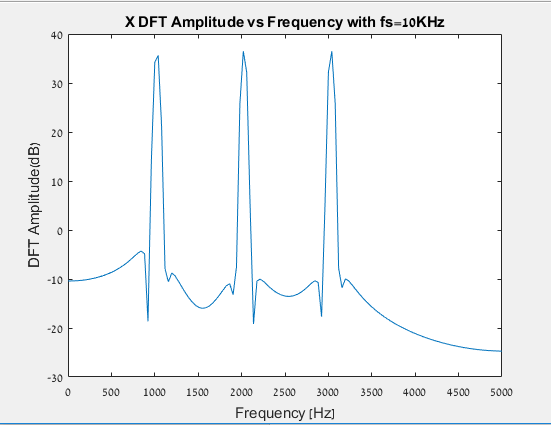 X DFT Amplitude vs Frequency with fs=10KHz
DFT Amplitude(dB)
40
30
20
10
0
-10
-20
-30
0 500 1000 1500 2000 2500 3000 3500 4000 4500 5000
Frequency [Hz]